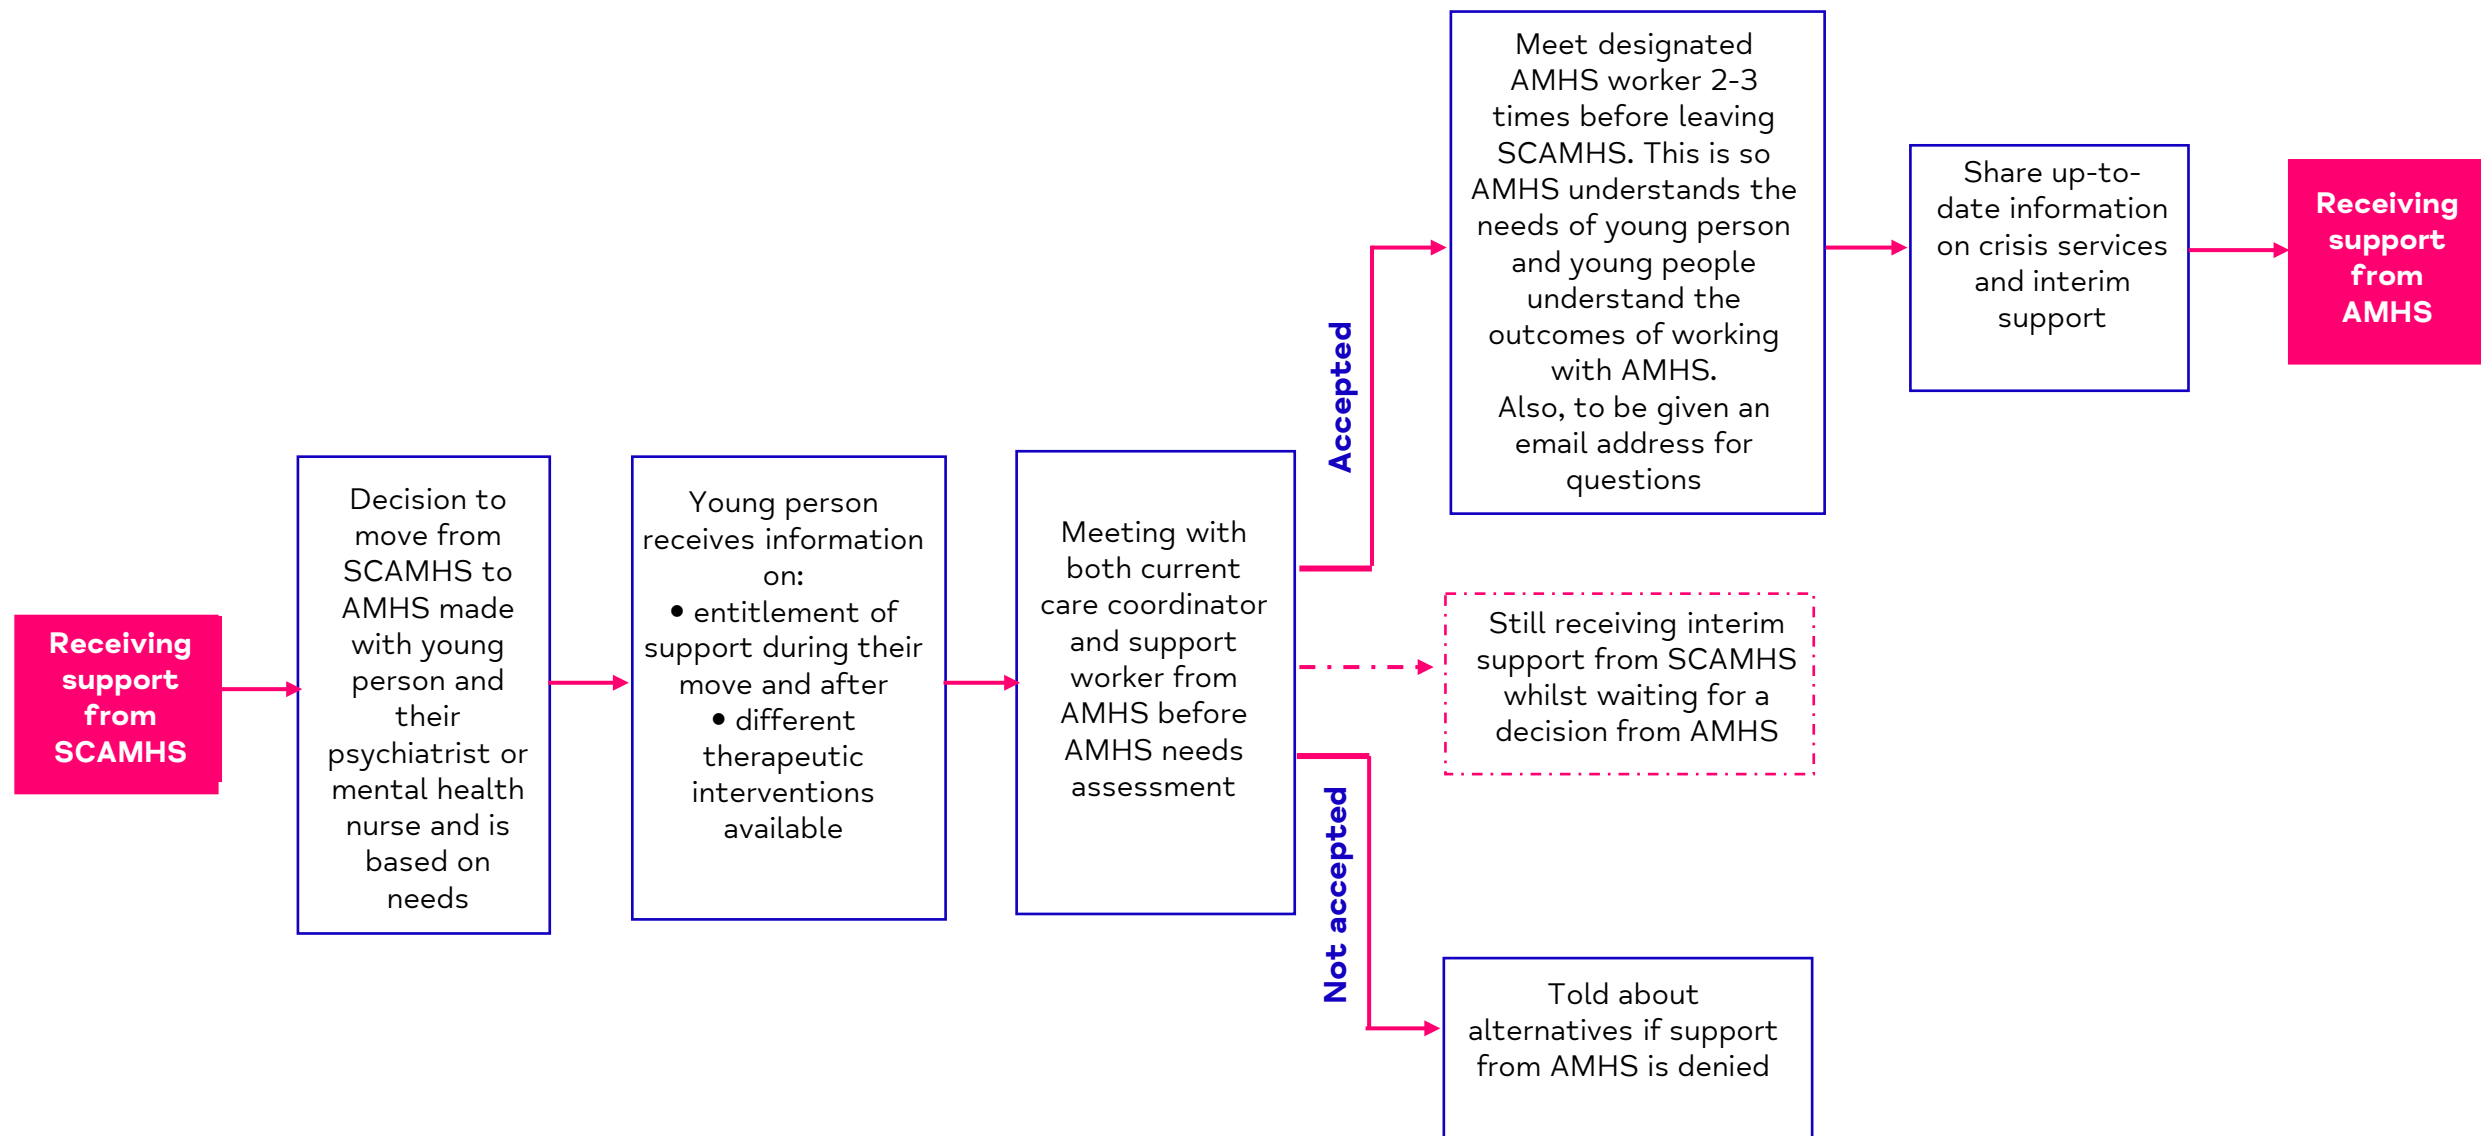 Receiving
support
from
SCAMHS
Decision to
move from
SCAMHS to
AMHS made
with young
person and
their
psychiatrist or
mental health
nurse and is
based on
needs
Young person
receives information
on:
• entitlement of
support during their
move and after
• different
therapeutic
interventions
available
Meeting with
both current
care coordinator
and support
worker from
AMHS before
AMHS needs
assessment
Accepted
Meet designated
AMHS worker 2-3
times before leaving
SCAMHS. This is so
AMHS understands the
needs of young person
and young people
understand the
outcomes of working
with AMHS.
Also, to be given an
email address for
questions
Share up-to-
date information
on crisis services
and interim
support
Receiving
support
from
AMHS
Still receiving interim
support from SCAMHS
whilst waiting for a
decision from AMHS
Not accepted
Told about
alternatives if support
from AMHS is denied